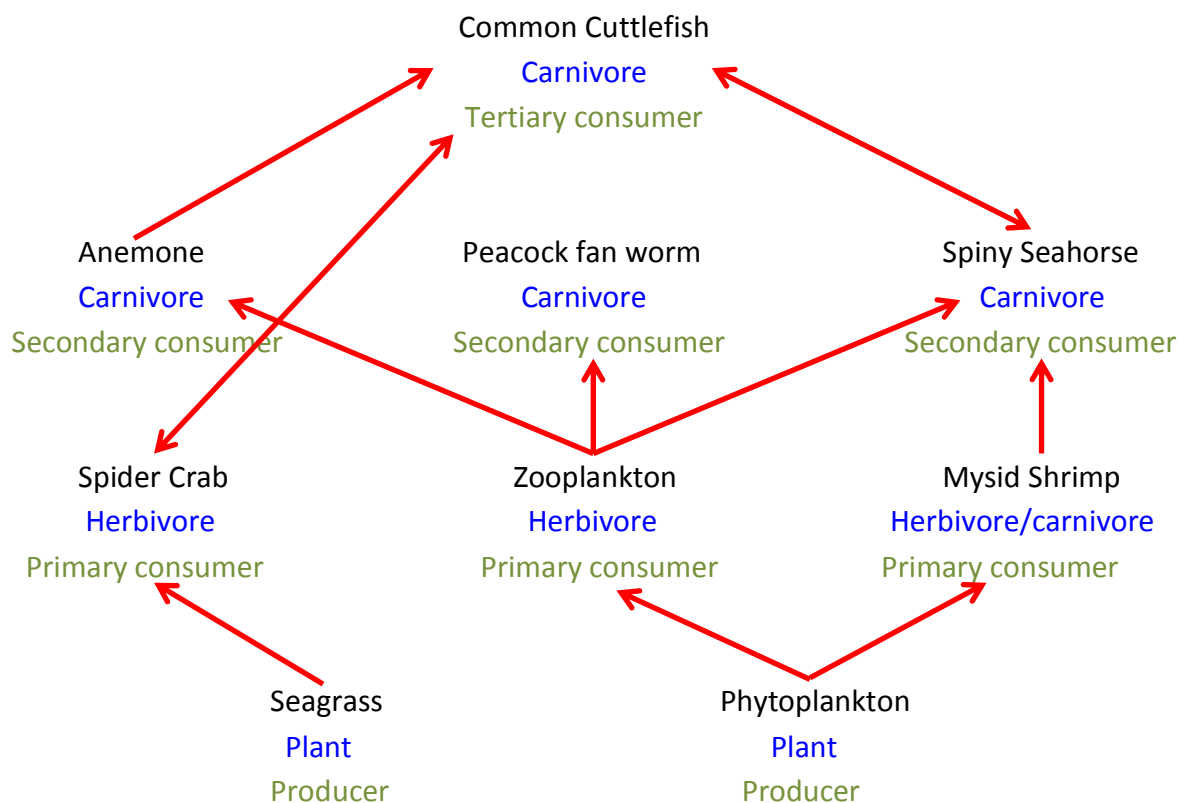 Common Cuttlefish
Carnivore
Tertiary consumer
Anemone
Carnivore
Secondary consumer
Peacock fan worm
Carnivore
Secondary consumer
Spiny Seahorse
Carnivore
Secondary consumer
Spider Crab
Herbivore
Primary consumer
Zooplankton
Herbivore
Primary consumer
Mysid Shrimp
Herbivore/carnivore
Primary consumer
Seagrass
Plant
Producer
Phytoplankton
Plant
Producer